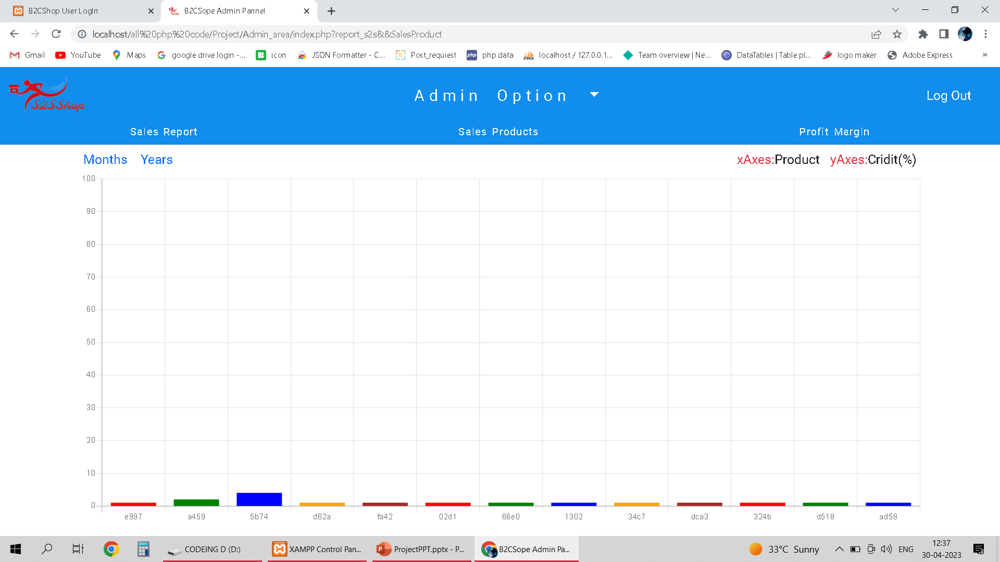 B2CShop User LogIn
B2CSope Admin Pannel
localhost/all%20php%20code/Project/Admin_area/index.php?report_s2s&&SalesProduct
Gmail YouTube Maps google drive login -... icon JSON Formatter - C... Post_requiest php php data PMA localhost / 127.0.0.1... Team overview | Ne... DataTables | Table pl... logo maker Adobe Express »
S2SShop
Admin Option
Log Out
Sales Report Sales Products Profit Margin
Months Years xAxes:Product yAxes:Cridit(%)
100
90
80
70
60
50
40
30
20
10
0
e997 a459 5b74 d62a fa42 02d1 66e0 1302 34c7 dca3 324b d518 ad58
CODEING D (D:) XAMPP Control Pan... ProjectPPT.pptx - P... B2CSope Admin Pa... 33°C Sunny ENG 12:37
30-04-2023